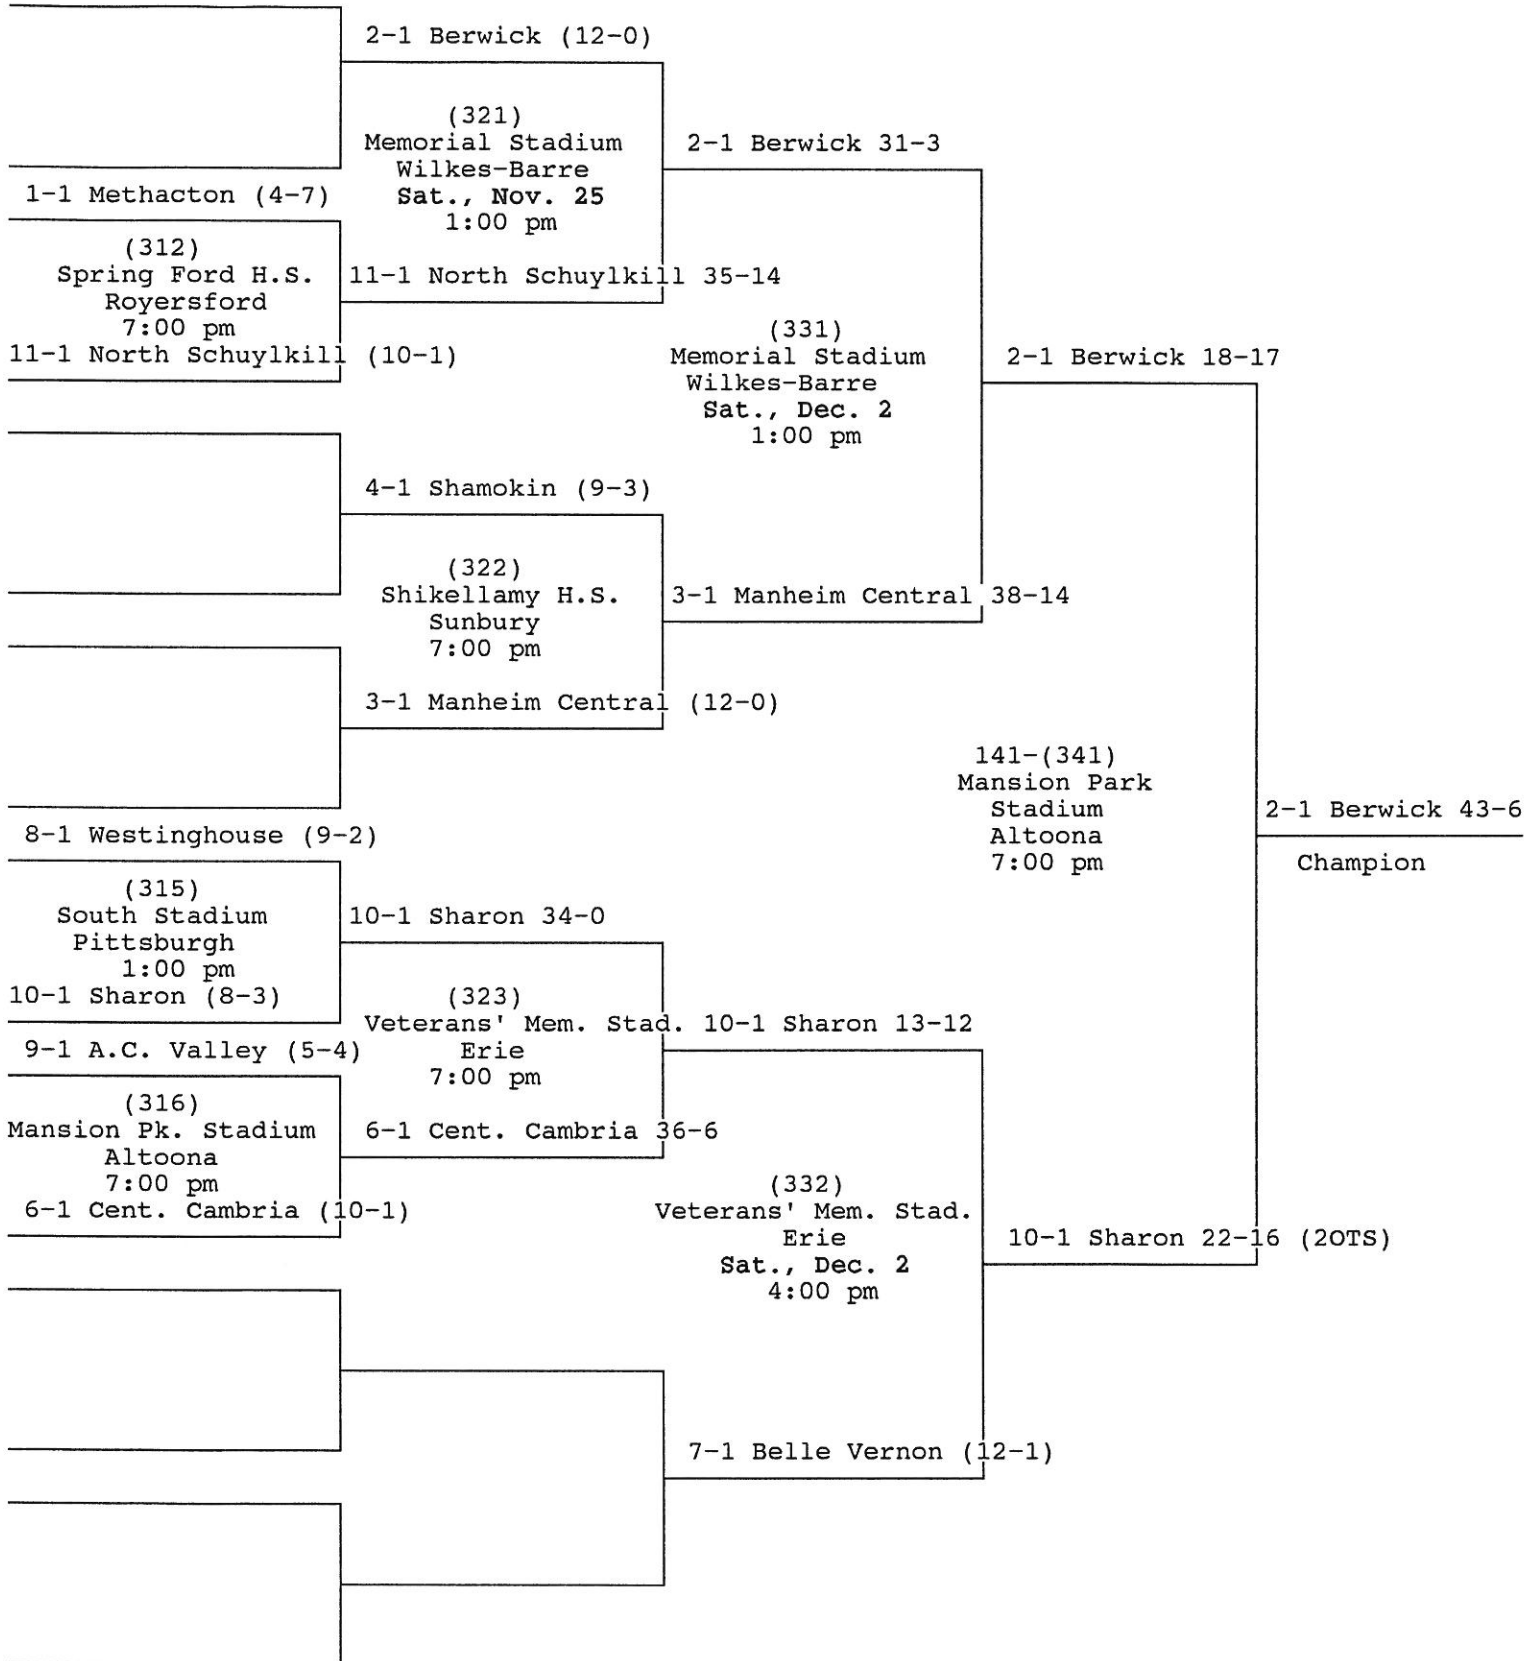 2-1 Berwick (12-0)
(321)
Memorial Stadium
Wilkes-Barre
Sat., Nov. 25
1:00 pm
2-1 Berwick 31-3
1-1 Methacton (4-7)
(312)
Spring Ford H.S.
Royersford
7:00 pm
11-1 North Schuylkill 35-14
11-1 North Schuylkill (10-1)
(331)
Memorial Stadium
Wilkes-Barre
Sat., Dec. 2
1:00 pm
2-1 Berwick 18-17
4-1 Shamokin (9-3)
(322)
Shikellamy H.S.
Sunbury
7:00 pm
3-1 Manheim Central 38-14
3-1 Manheim Central (12-0)
141-(341)
Mansion Park
Stadium
Altoona
7:00 pm
2-1 Berwick 43-6
Champion
8-1 Westinghouse (9-2)
(315)
South Stadium
Pittsburgh
1:00 pm
10-1 Sharon 34-0
10-1 Sharon (8-3)
(323)
Veterans' Mem. Stad.
Erie
7:00 pm
10-1 Sharon 13-12
9-1 A.C. Valley (5-4)
(316)
Mansion Pk. Stadium
Altoona
7:00 pm
6-1 Cent. Cambria 36-6
6-1 Cent. Cambria (10-1)
(332)
Veterans' Mem. Stad.
Erie
Sat., Dec. 2
4:00 pm
10-1 Sharon 22-16 (2OTS)
7-1 Belle Vernon (12-1)